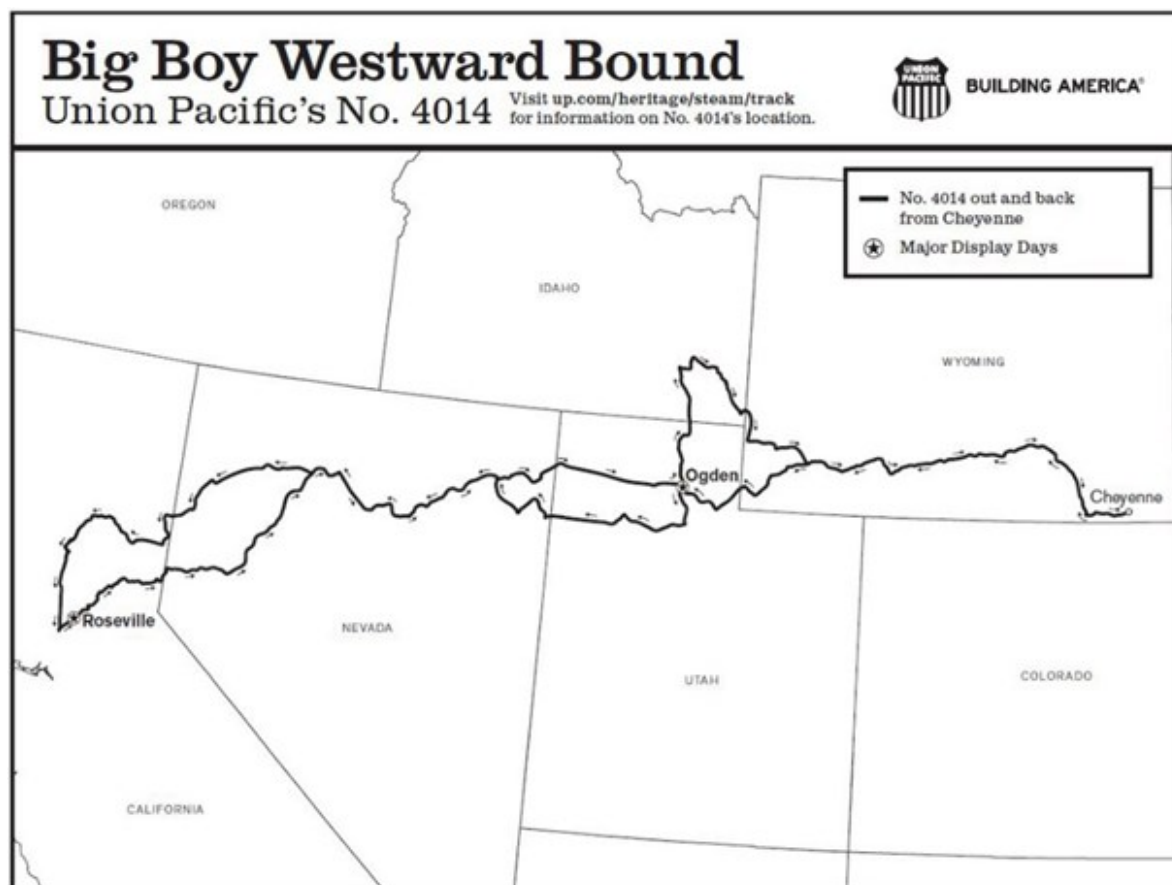 Big Boy Westward Bound
Union Pacific's No. 4014
Visit up.com/heritage/steam/track
for information on No. 4014's location.
UNION
PACIFIC
BUILDING AMERICA®
No. 4014 out and back
from Cheyenne
Major Display Days
OREGON
IDAHO
WYOMING
Ogden
Cheyenne
Roseville
NEVADA
UTAH
COLORADO
CALIFORNIA